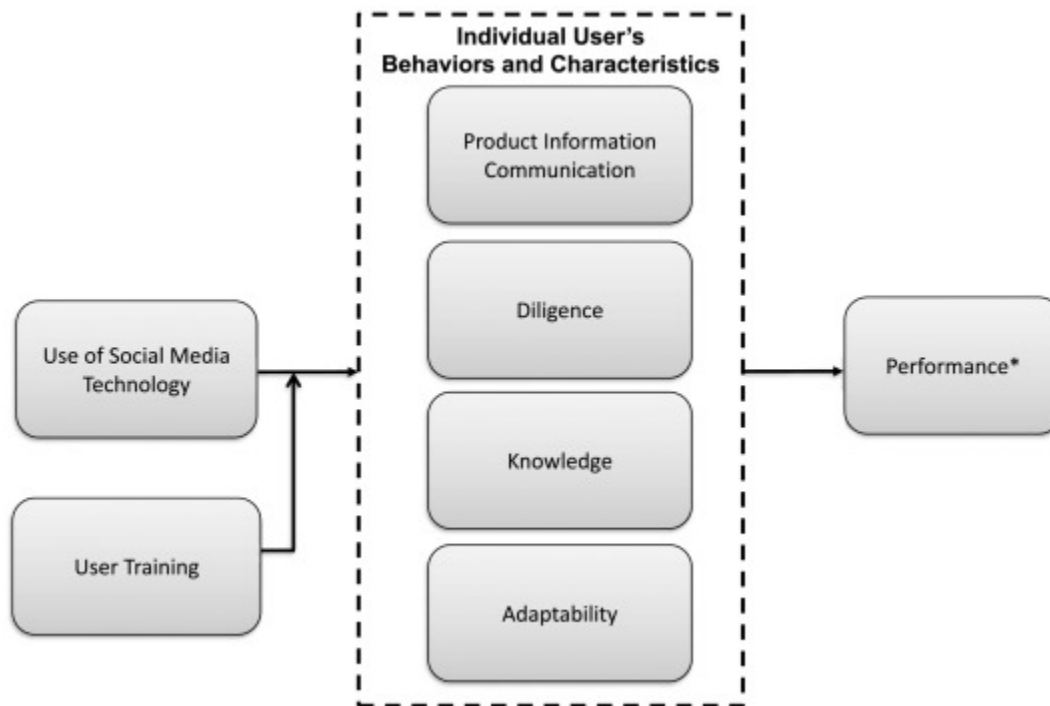 Individual User's
Behaviors and Characteristics
Product Information
Communication
Diligence
Use of Social Media
Technology
Performance*
Knowledge
User Training
Adaptability